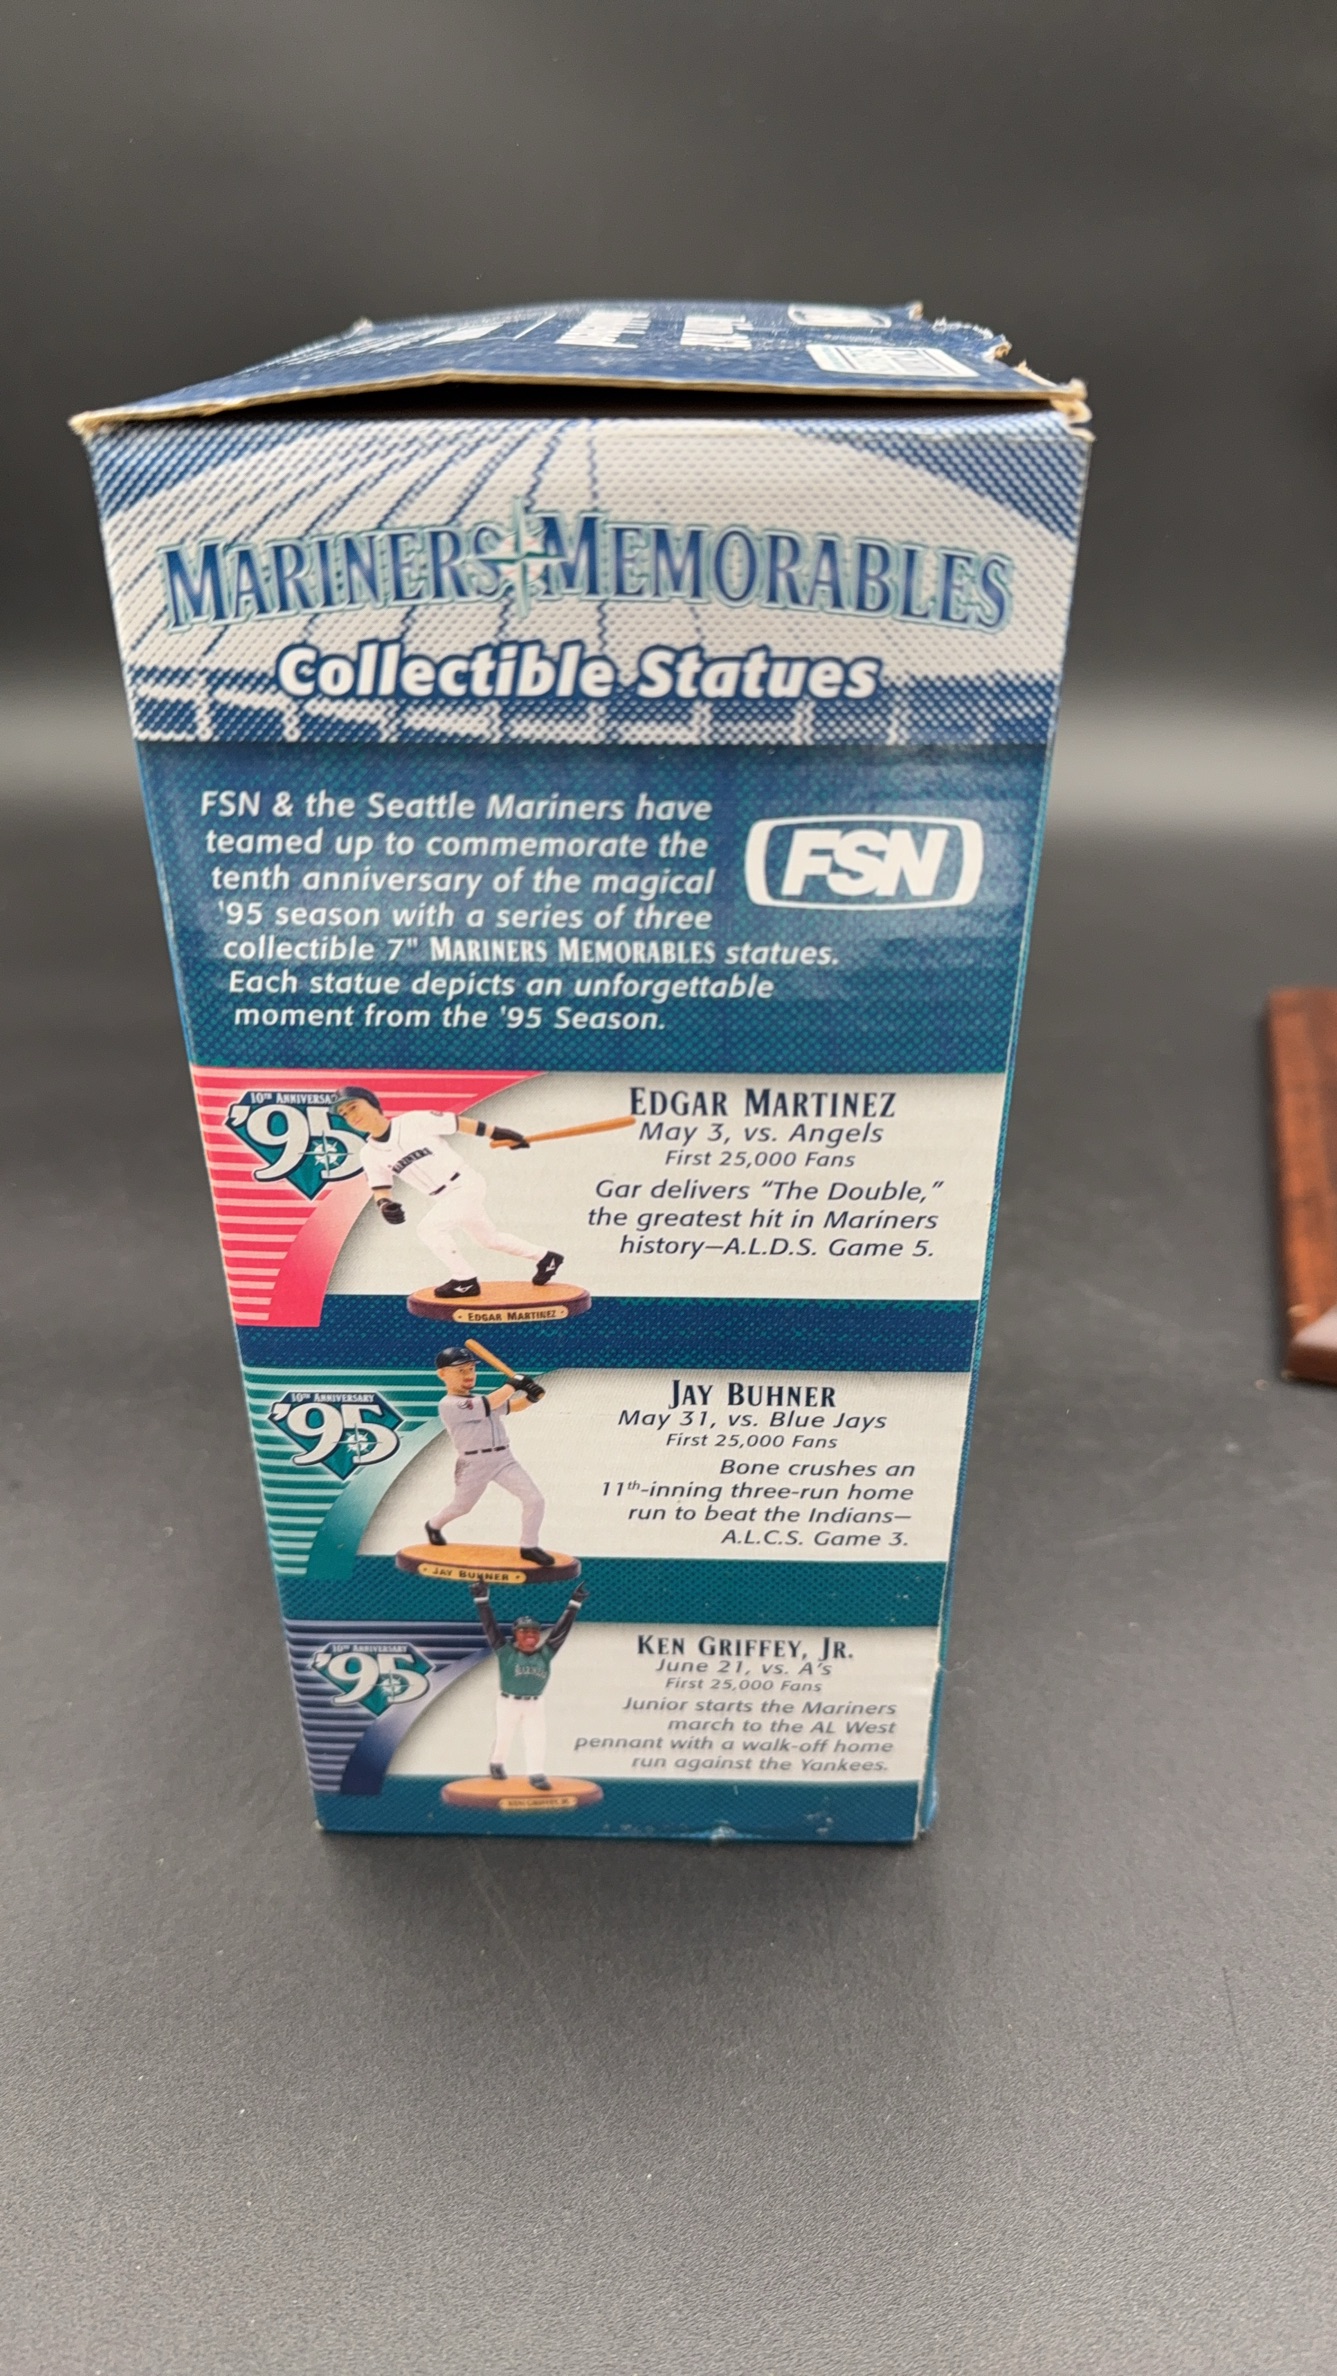 MARINERS MEMORABLES
Collectible Statues
FSN & the Seattle Mariners have
teamed up to commemorate the
tenth anniversary of the magical
'95 season with a series of three
collectible 7" MARINERS MEMORABLES statues.
Each statue depicts an unforgettable
moment from the '95 Season.
FSN
10TH ANNIVERSA
'95
MARINERS
EDGAR MARTINEZ
EDGAR MARTINEZ
May 3, vs. Angels
First 25,000 Fans
Gar delivers “The Double,”
the greatest hit in Mariners
history—A.L.D.S. Game 5.
10TH ANNIVERSARY
'95
JAY BUHNER
JAY BUHNER
May 31, vs. Blue Jays
First 25,000 Fans
Bone crushes an
11th-inning three-run home
run to beat the Indians—
A.L.C.S. Game 3.
10TH ANNIVERSARY
'95
KEN GRIFFEY JR.
KEN GRIFFEY, JR.
June 21, vs. A's
First 25,000 Fans
Junior starts the Mariners
march to the AL West
pennant with a walk-off home
run against the Yankees.